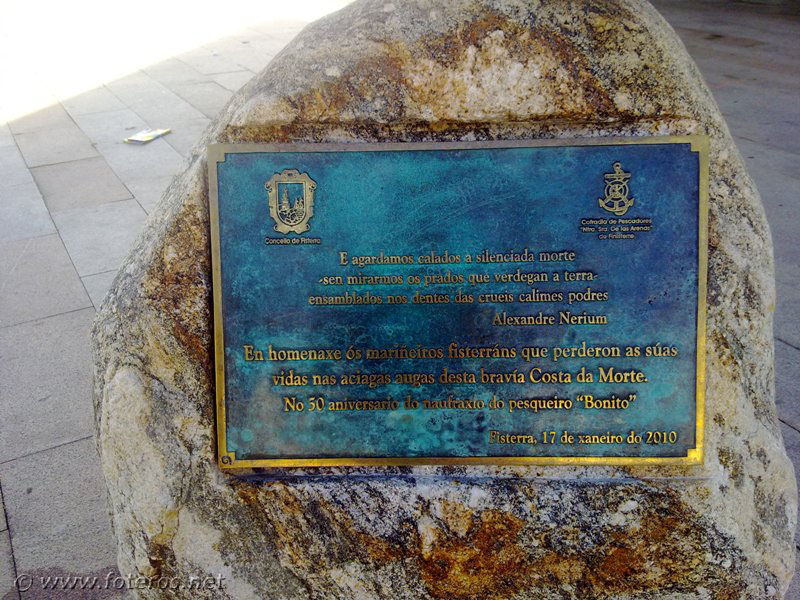 Concello de Fisterra
Cofradía de Pescadores
"Ntra. Sra. De las Arenas"
de Finisterre
E agardamos calados a silenciada morte
-sen mirarmos os prados que verdegan a terra-
ensamblados nos dentes das crueis calimes podres
Alexandre Nerium
En homenaxe ós mariñeiros fisterráns que perderon as súas
vidas nas aciagas augas desta bravía Costa da Morte.
No 30 aniversario do naufraxio do pesqueiro "Bonito"
Fisterra, 17 de xaneiro do 2010
© www.foteroo.net